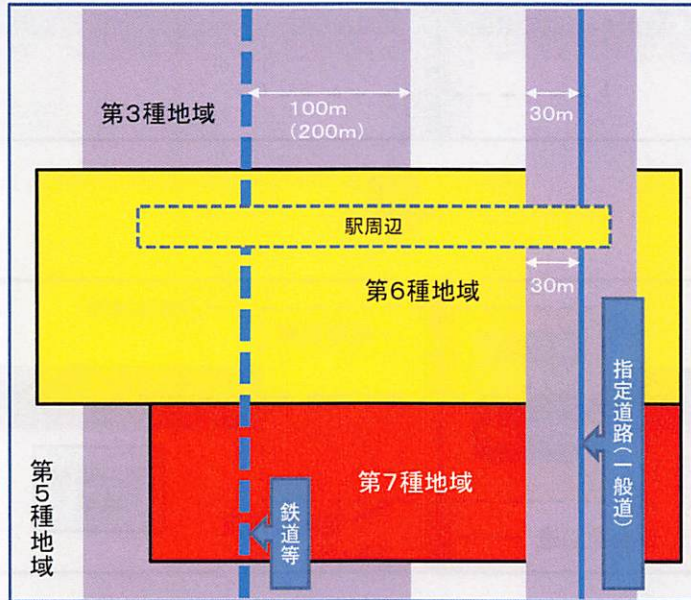 第3種地域
100m
(200m)
30m
駅周辺
第6種地域
30m
指定道路(一般道)
第7種地域
第5種地域
鉄道等